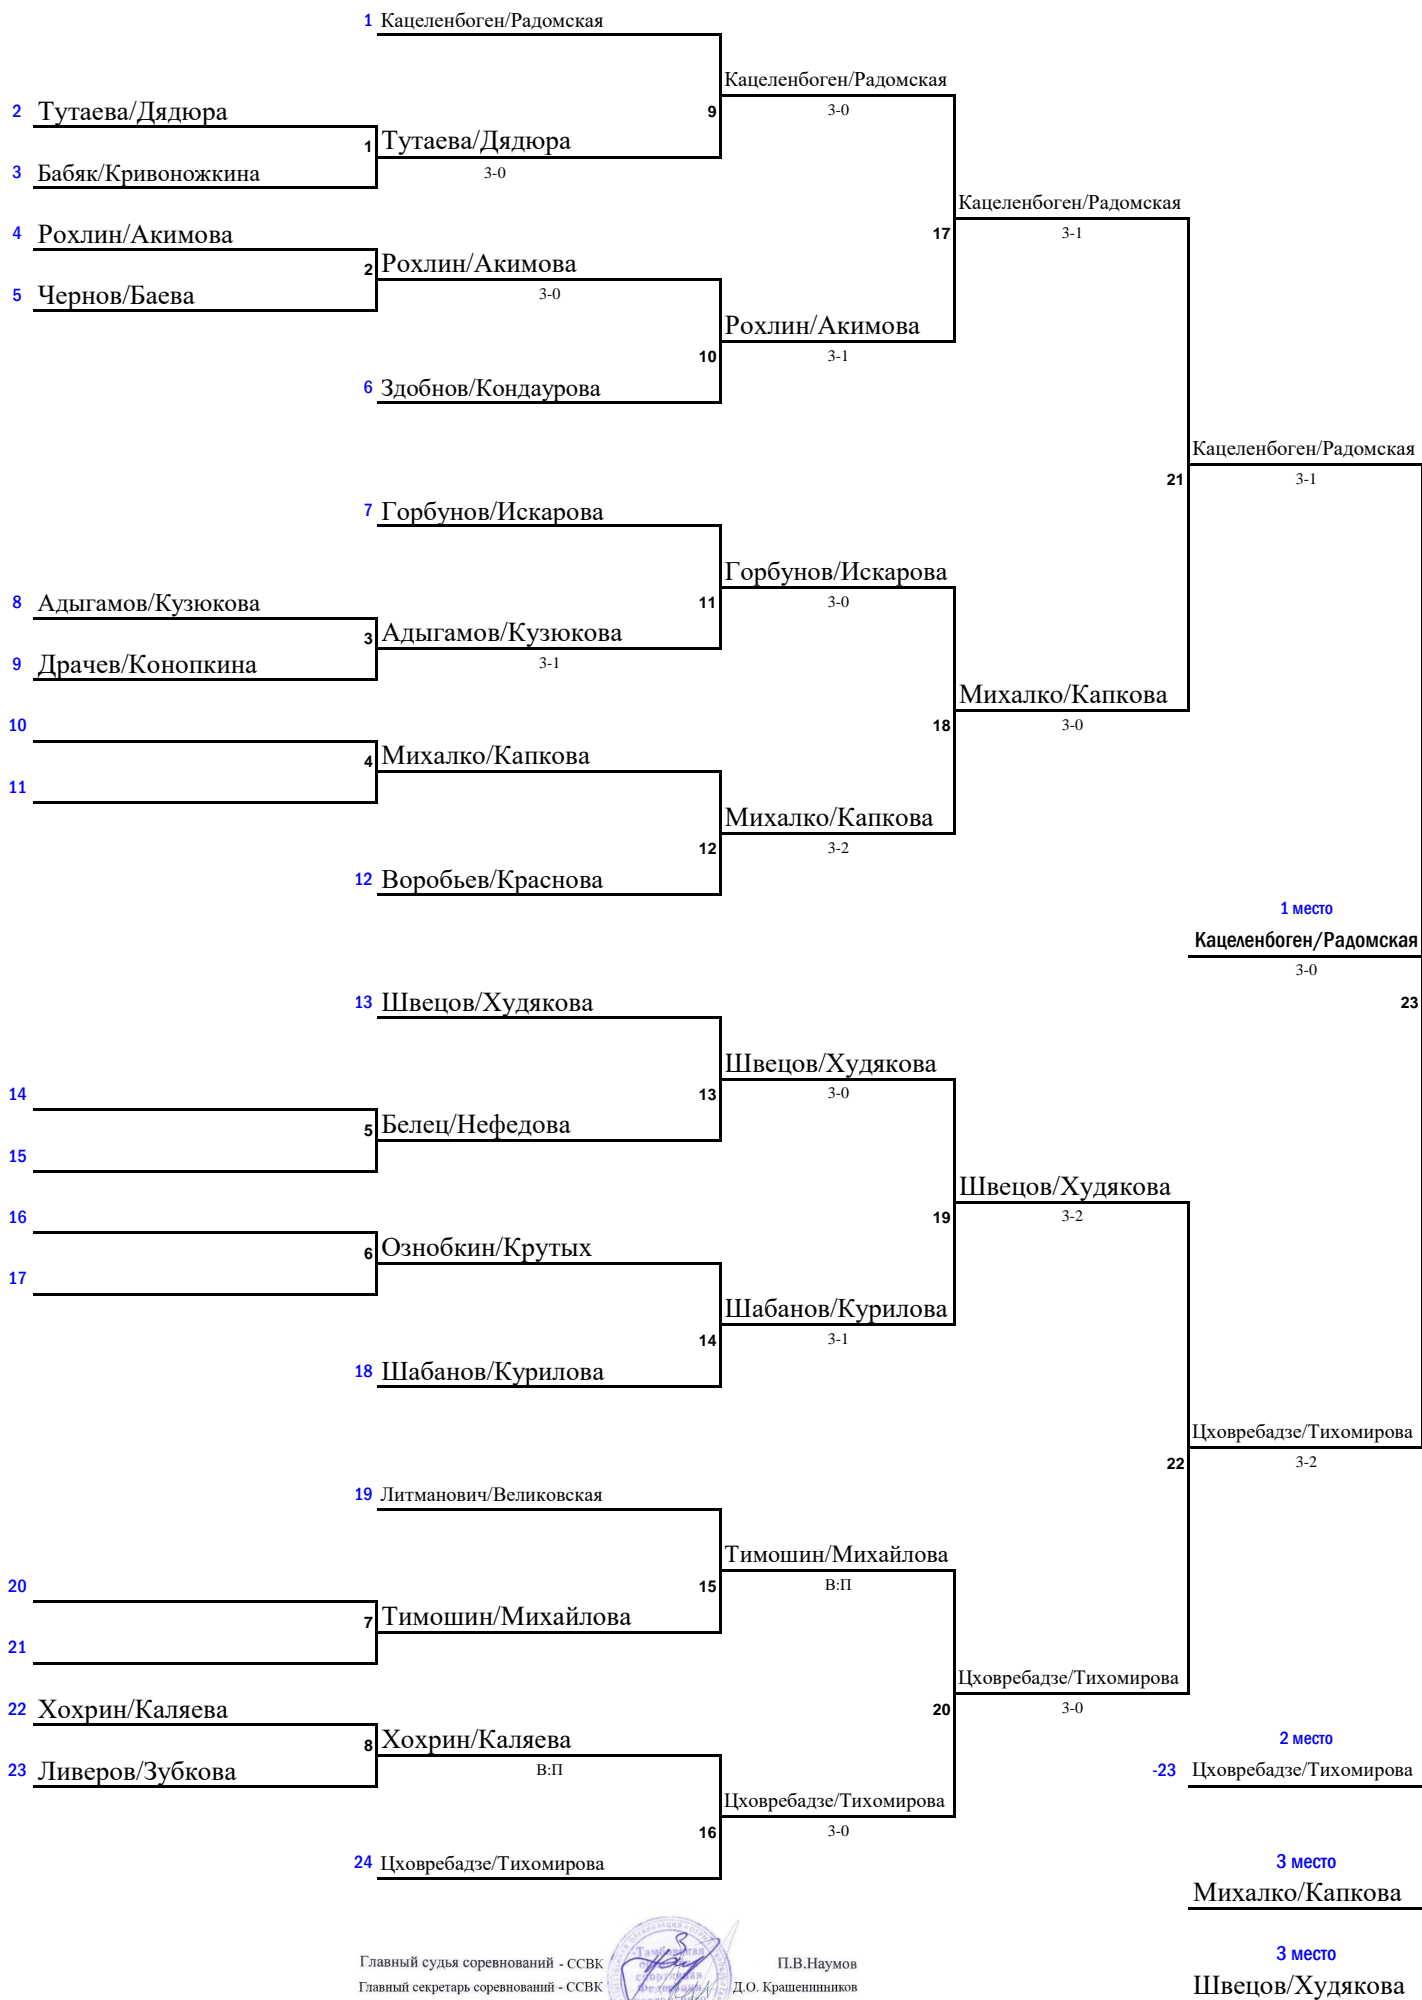 1 Кацеленбоген/Радомская
Кацеленбоген/Радомская
2 Тутаева/Дядюра
9
3-0
1 Тутаева/Дядюра
3 Бабяк/Кривоножкина
3-0
Кацеленбоген/Радомская
4 Рохлин/Акимова
17
3-1
2 Рохлин/Акимова
5 Чернов/Баева
3-0
Рохлин/Акимова
10
3-1
6 Здобнов/Кондаурова
Кацеленбоген/Радомская
21
3-1
7 Горбунов/Искарова
Горбунов/Искарова
8 Адыгамов/Кузюкова
11
3-0
3 Адыгамов/Кузюкова
9 Драчев/Конопкина
3-1
Михалко/Капкова
10
18
3-0
4 Михалко/Капкова
11
Михалко/Капкова
12
3-2
12 Воробьев/Краснова
1 место
Кацеленбоген/Радомская
3-0
13 Швецов/Худякова
23
Швецов/Худякова
14
13
3-0
5 Белец/Нефедова
15
Швецов/Худякова
16
19
3-2
6 Ознобкин/Крутых
17
Шабанов/Курилова
14
3-1
18 Шабанов/Курилова
Цховребадзе/Тихомирова
22
3-2
19 Литманович/Великовская
Тимошин/Михайлова
20
15
В:П
7 Тимошин/Михайлова
21
Цховребадзе/Тихомирова
22 Хохрин/Каляева
20
3-0
8 Хохрин/Каляева
2 место
23 Ливеров/Зубкова
В:П
-23 Цховребадзе/Тихомирова
Цховребадзе/Тихомирова
16
3-0
24 Цховребадзе/Тихомирова
3 место
Михалко/Капкова
3 место
Главный судья соревнований - ССВК П.В.Наумов
Главный секретарь соревнований - ССВК Д.О. Крашенинников
Швецов/Худякова